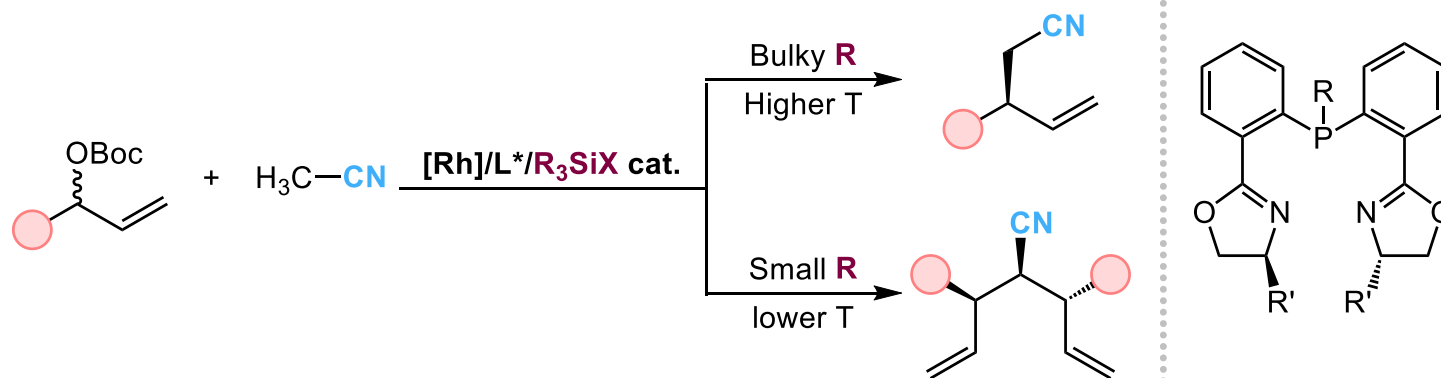 OBoc
+
H₃C–CN
[Rh]/L*/R₃SiX cat.
Bulky R
Higher T
CN
Small R
lower T
CN
R
P
O N N O
R' R'